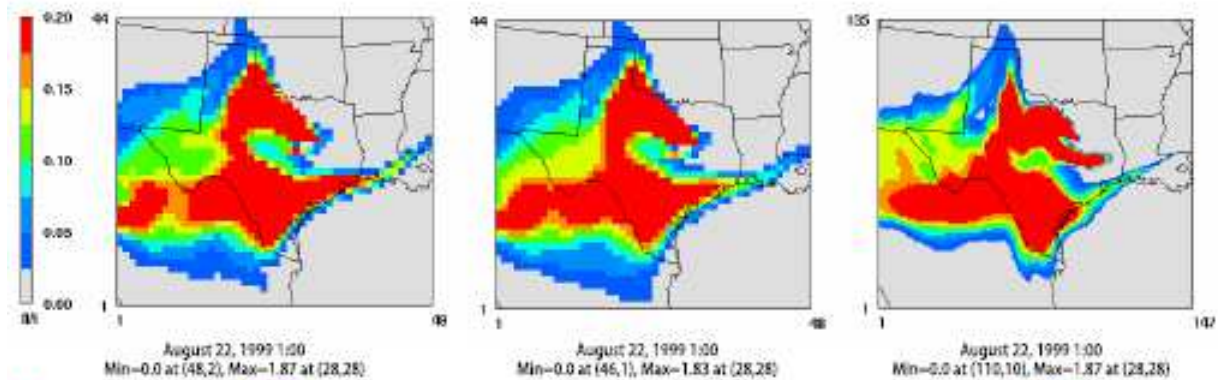 0.20
0.15
0.10
0.05
0.00
44
1
1
August 22, 1999 1:00
Min=0.0 at (48,2), Max=1.87 at (28,28)
44
1
1
August 22, 1999 1:00
Min=0.0 at (46,1), Max=1.83 at (28,28)
135
1
1
147
August 22, 1999 1:00
Min=0.0 at (110,10), Max=1.87 at (28,28)